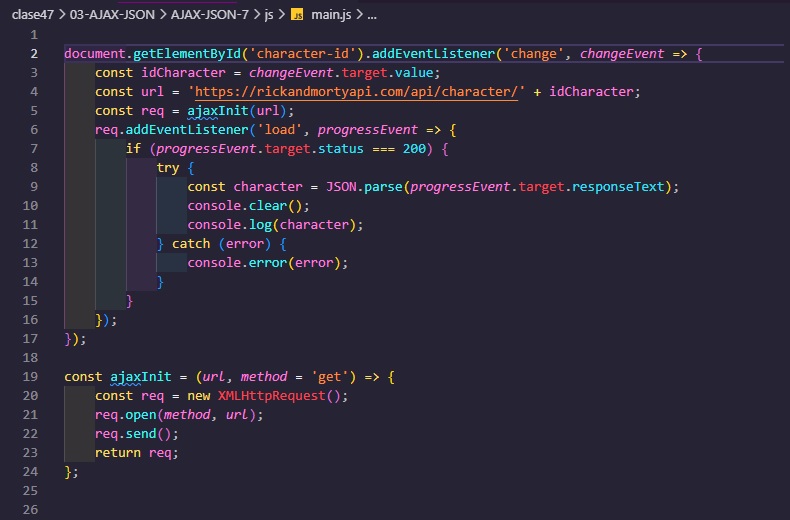 clase47 > 03-AJAX-JSON > AJAX-JSON-7 > js > JS main.js > ...
1
2 document.getElementById('character-id').addEventListener('change', changeEvent => {
3     const idCharacter = changeEvent.target.value;
4     const url = 'https://rickandmortyapi.com/api/character/' + idCharacter;
5     const req = ajaxInit(url);
6     req.addEventListener('load', progressEvent => {
7         if (progressEvent.target.status === 200) {
8             try {
9                 const character = JSON.parse(progressEvent.target.responseText);
10                 console.clear();
11                 console.log(character);
12             } catch (error) {
13                 console.error(error);
14             }
15         }
16     });
17 });
18
19 const ajaxInit = (url, method = 'get') => {
20     const req = new XMLHttpRequest();
21     req.open(method, url);
22     req.send();
23     return req;
24 };
25
26